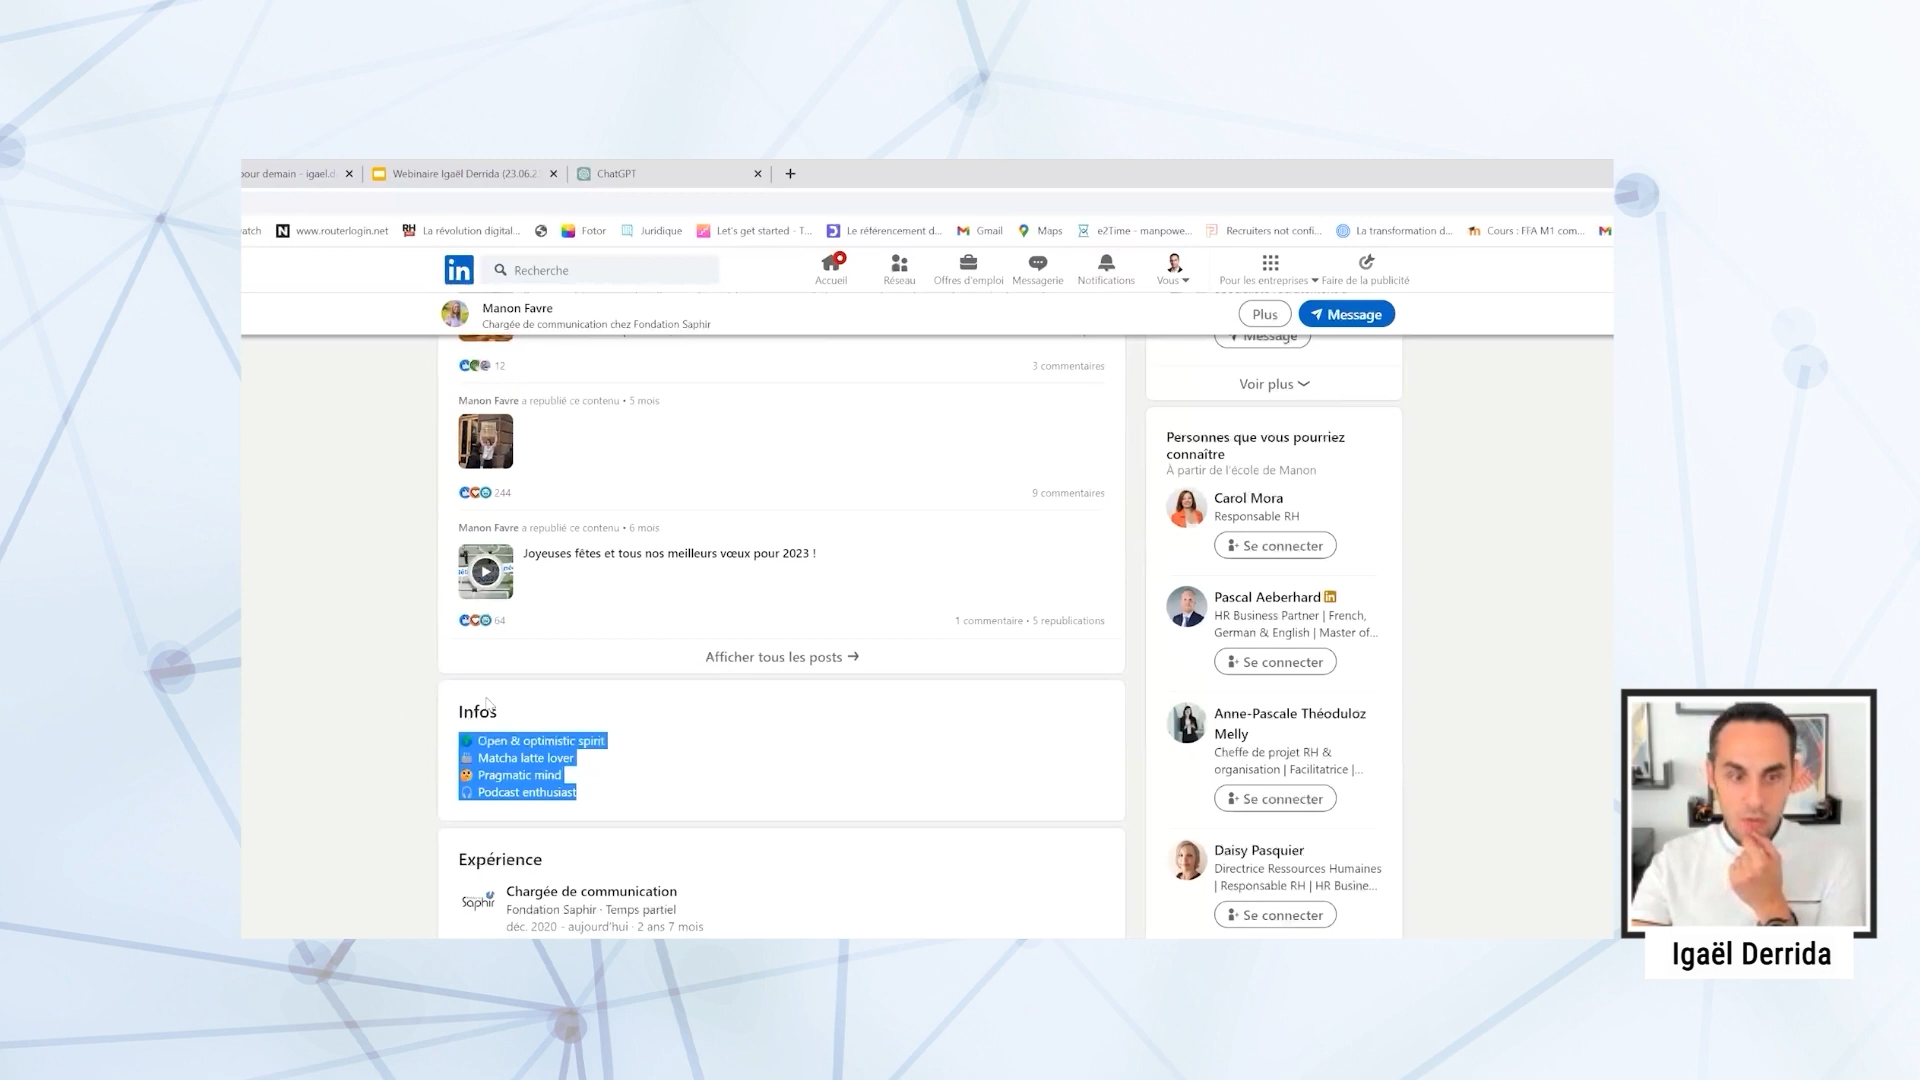 pour demain - igael.d
Webinaire Igaël Derrida (23.06.2
ChatGPT
atch
www.routerlogin.net
La révolution digital...
Fotor
Juridique
Let's get started - T...
Le référencement d...
Gmail
Maps
e2Time - manpowe...
Recruiters not confi...
La transformation d...
Cours : FFA M1 com...
in
Recherche
Accueil
Réseau
Offres d'emploi
Messagerie
Notifications
Vous
Pour les entreprises
Faire de la publicité
Manon Favre
Chargée de communication chez Fondation Saphir
Plus
Message
12
3 commentaires
Manon Favre a republié ce contenu • 5 mois
244
9 commentaires
Manon Favre a republié ce contenu • 6 mois
Joyeuses fêtes et tous nos meilleurs vœux pour 2023 !
64
1 commentaire • 5 republications
Afficher tous les posts
Infos
Open & optimistic spirit
Matcha latte lover
Pragmatic mind
Podcast enthusiast
Expérience
Saphir
Chargée de communication
Fondation Saphir · Temps partiel
déc. 2020 - aujourd'hui · 2 ans 7 mois
Message
Voir plus
Personnes que vous pourriez
connaître
À partir de l'école de Manon
Carol Mora
Responsable RH
Se connecter
Pascal Aeberhard
HR Business Partner | French,
German & English | Master of...
Se connecter
Anne-Pascale Théoduloz
Melly
Cheffe de projet RH &
organisation | Facilitatrice |...
Se connecter
Daisy Pasquier
Directrice Ressources Humaines
| Responsable RH | HR Busine...
Se connecter
Igaël Derrida